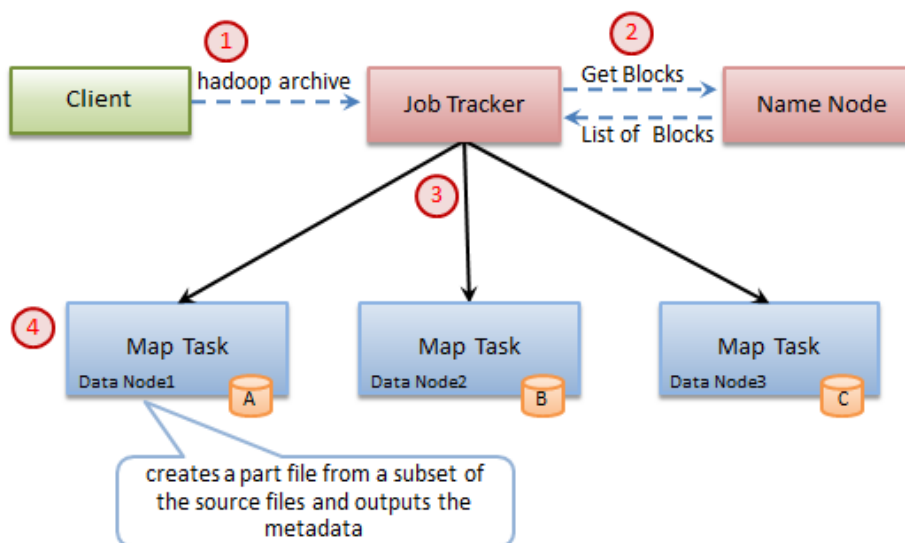 1
2
hadoop archive
Get Blocks
Client
Job Tracker
Name Node
List of Blocks
3
4
Map Task
Data Node1
A
Map Task
Data Node2
B
Map Task
Data Node3
C
creates a part file from a subset of
the source files and outputs the
metadata